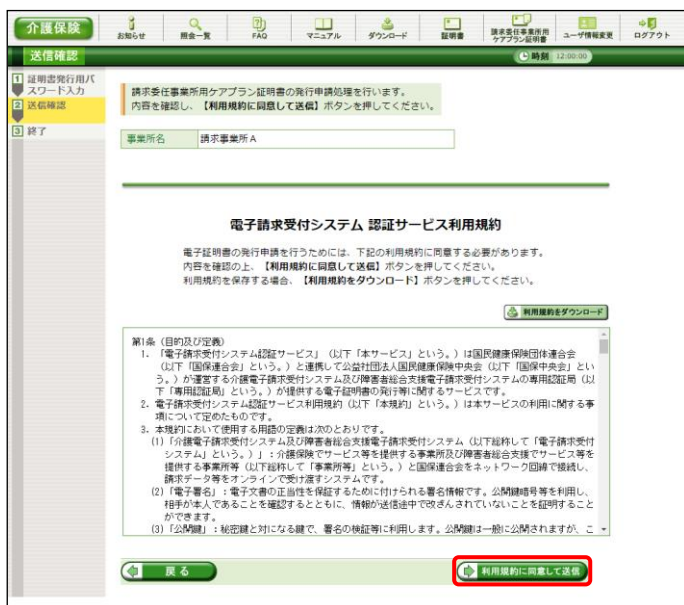 介護保険
お知らせ
照会一覧
FAQ
マニュアル
ダウンロード
証明書
請求委任事業所用
ケアプラン証明書
ユーザ情報変更
ログアウト
送信確認
時刻 12:00:00
1 証明書発行用パ
スワード入力
2 送信確認
3 終了
請求委任事業所用ケアプラン証明書の発行申請処理を行います。
内容を確認し、【利用規約に同意して送信】ボタンを押してください。
事業所名 請求事業所A
電子請求受付システム 認証サービス利用規約
電子証明書の発行申請を行うためには、下記の利用規約に同意する必要があります。
内容を確認の上、【利用規約に同意して送信】ボタンを押してください。
利用規約を保存する場合、【利用規約をダウンロード】ボタンを押してください。
利用規約をダウンロード
第1条（目的及び定義）
1. 「電子請求受付システム認証サービス」（以下「本サービス」という。）は国民健康保険団体連合会
（以下「国保連合会」という。）と連携して公益社団法人国民健康保険中央会（以下「国保中央会」とい
う。）が運営する介護電子請求受付システム及び障害者総合支援電子請求受付システムの専用認証局（以
下「専用認証局」という。）が提供する電子証明書の発行等に関するサービスです。
2. 電子請求受付システム認証サービス利用規約（以下「本規約」という。）は本サービスの利用に関する事
項について定めたものです。
3. 本規約において使用する用語の定義は次のとおりです。
(1)「介護電子請求受付システム及び障害者総合支援電子請求受付システム（以下総称して「電子請求受付
システム」という。）」：介護保険でサービス等を提供する事業所及び障害者総合支援でサービス等を
提供する事業所等（以下総称して「事業所等」という。）と国保連合会をネットワーク回線で接続し、
請求データ等をオンラインで受け渡すシステムです。
(2)「電子署名」：電子文書の正当性を保証するために付けられる署名情報です。公開鍵暗号等を利用し、
相手が本人であることを確認するとともに、情報が送信途中で改ざんされていないことを証明すること
ができます。
(3)「公開鍵」：秘密鍵と対になる鍵で、署名の検証等に利用します。公開鍵は一般に公開されますが、こ
戻る
利用規約に同意して送信